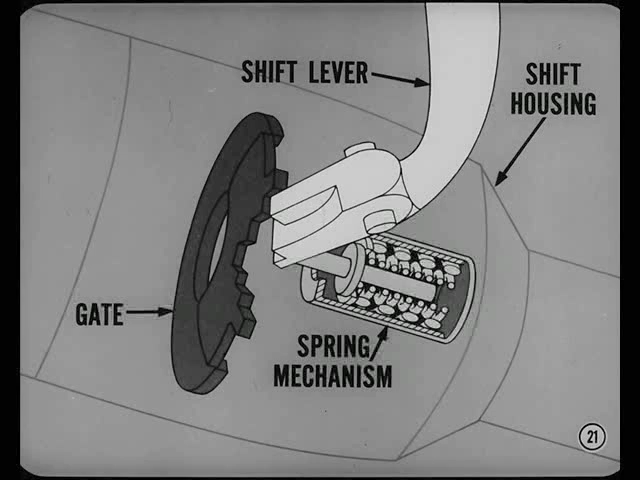 SHIFT LEVER
SHIFT
HOUSING
GATE
SPRING
MECHANISM
21